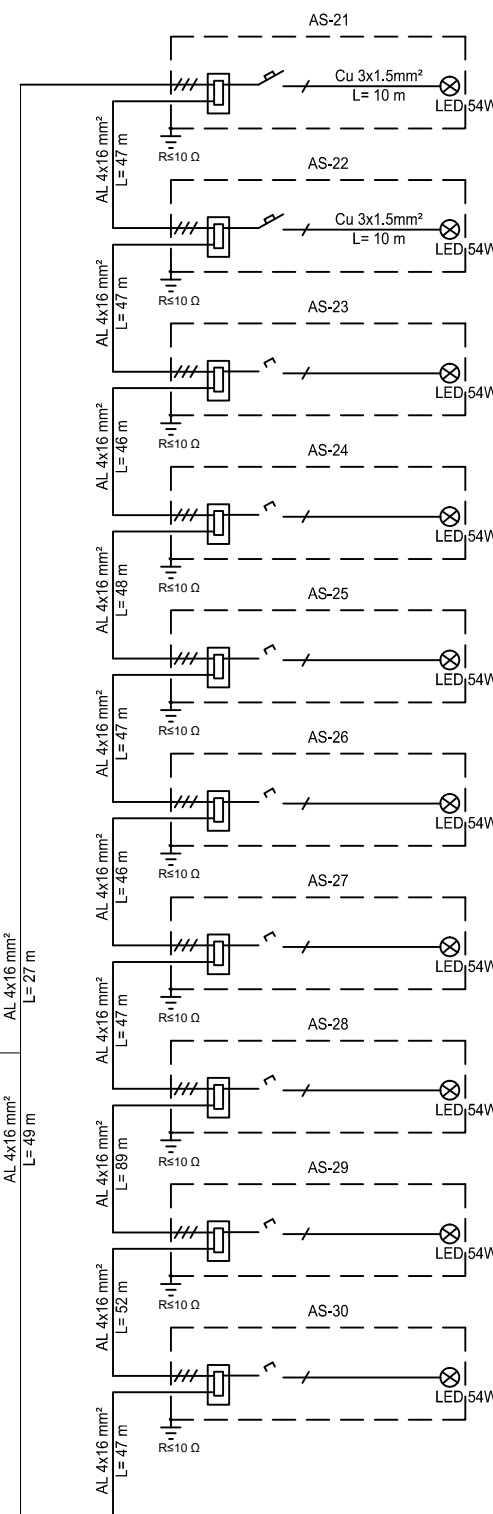 AS-21
Cu 3x1.5mm²
L= 10 m
LED 54W
R≤10 Ω
AL 4x16 mm²
L= 47 m
AS-22
Cu 3x1.5mm²
L= 10 m
LED 54W
R≤10 Ω
AL 4x16 mm²
L= 47 m
AS-23
LED 54W
R≤10 Ω
AL 4x16 mm²
L= 46 m
AS-24
LED 54W
R≤10 Ω
AL 4x16 mm²
L= 48 m
AS-25
LED 54W
R≤10 Ω
AL 4x16 mm²
L= 47 m
AS-26
LED 54W
R≤10 Ω
AL 4x16 mm²
L= 46 m
AS-27
LED 54W
R≤10 Ω
AL 4x16 mm²
L= 27 m
AL 4x16 mm²
L= 47 m
AS-28
LED 54W
R≤10 Ω
AL 4x16 mm²
L= 49 m
AL 4x16 mm²
L= 89 m
AS-29
LED 54W
R≤10 Ω
AL 4x16 mm²
L= 52 m
AS-30
LED 54W
R≤10 Ω
AL 4x16 mm²
L= 47 m